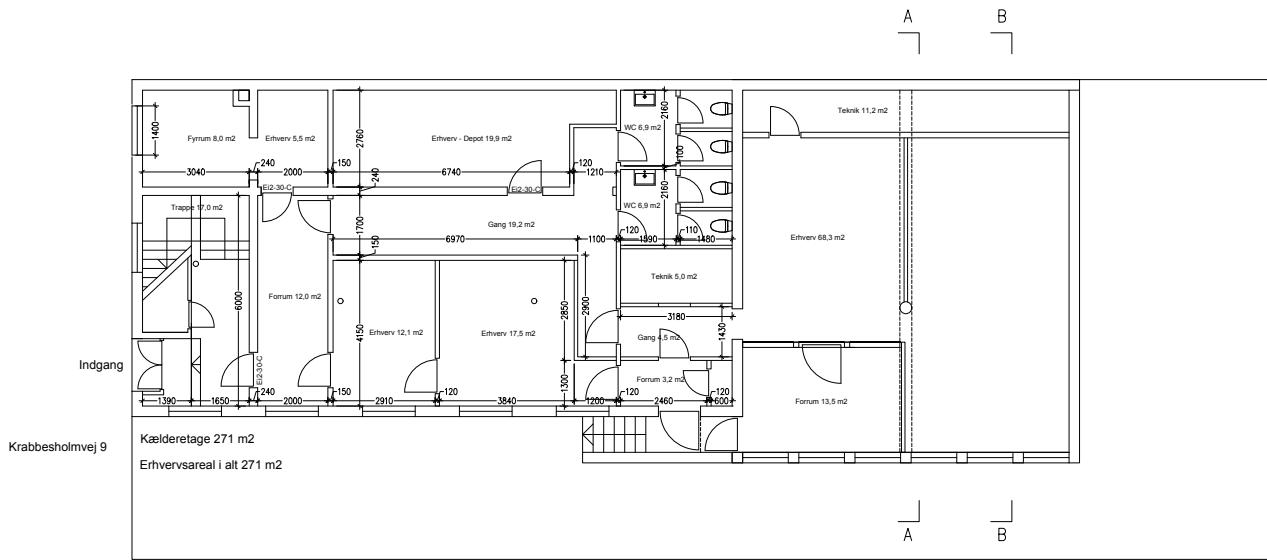 A
B
2160
Teknik 11,2 m2
1400
Fyrrum 8,0 m2
Erhverv 5,5 m2
2760
Erhverv - Depot 19,9 m2
WC 6,9 m2
100
240
150
120
3040
2000
6740
1210
240
Ei2-30-C
Ei2-30-C
2160
Trappe 17,0 m2
WC 6,9 m2
1700
Gang 19,2 m2
Erhverv 68,3 m2
150
6970
1100
120
1590
110
1480
Teknik 5,0 m2
6000
Forrum 12,0 m2
2900
2850
4150
Erhverv 12,1 m2
Erhverv 17,5 m2
3180
1430
Gang 4,5 m2
Indgang
Ei2-30-C
Forrum 3,2 m2
1300
240
150
120
120
120
1390
1650
2000
2910
3840
1200
2460
600
Forrum 13,5 m2
Krabbesholmvej 9
Kælderetage 271 m2
Erhvervsareal i alt 271 m2
A
B